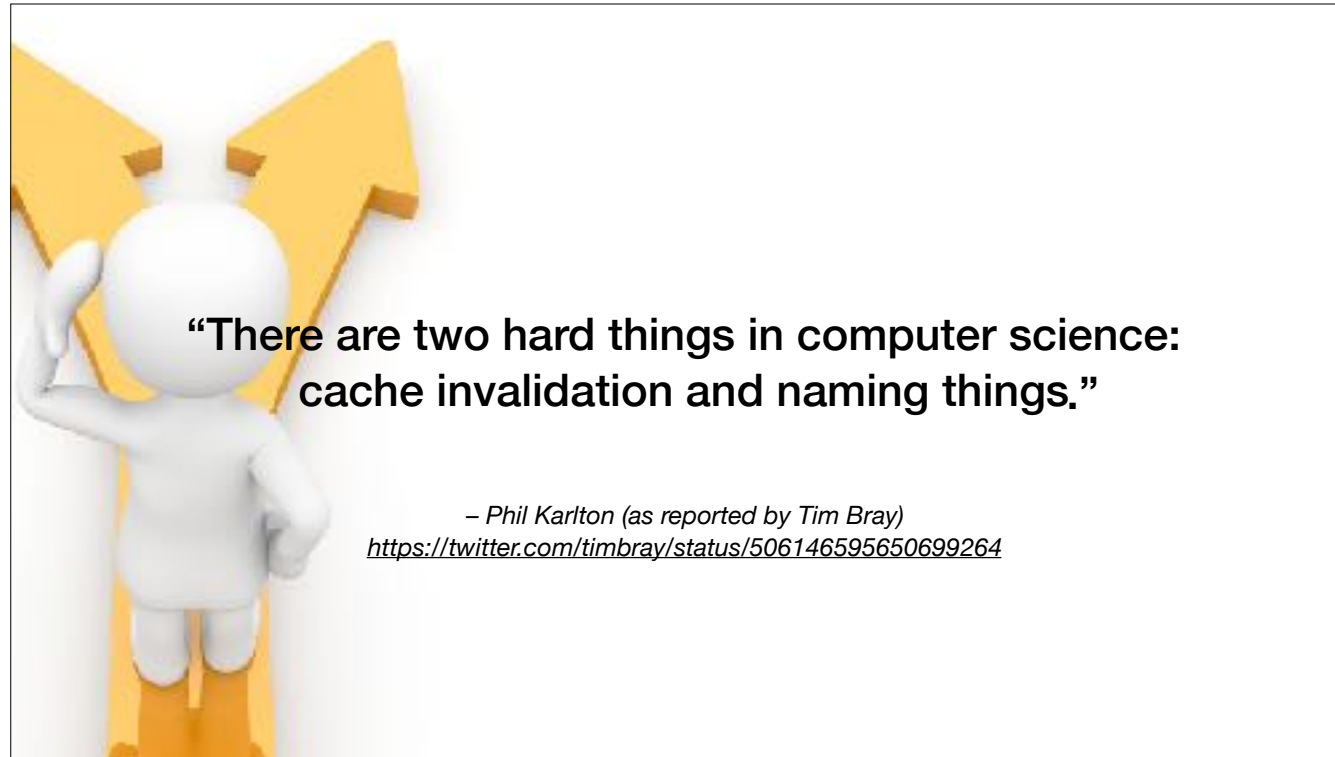 “There are two hard things in computer science:
cache invalidation and naming things.”
– Phil Karlton (as reported by Tim Bray)
https://twitter.com/timbray/status/506146595650699264